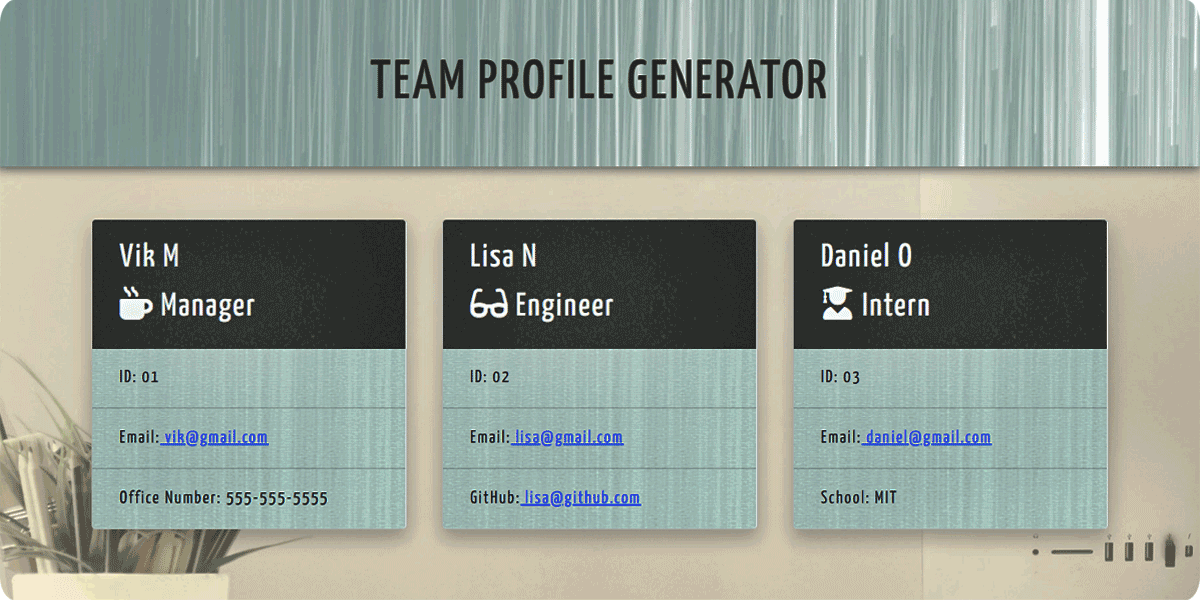 TEAM PROFILE GENERATOR
Vik M
Manager
ID: 01
Email: vik@gmail.com
Office Number: 555-555-5555
Lisa N
Engineer
ID: 02
Email: lisa@gmail.com
GitHub: lisa@github.com
Daniel O
Intern
ID: 03
Email: daniel@gmail.com
School: MIT